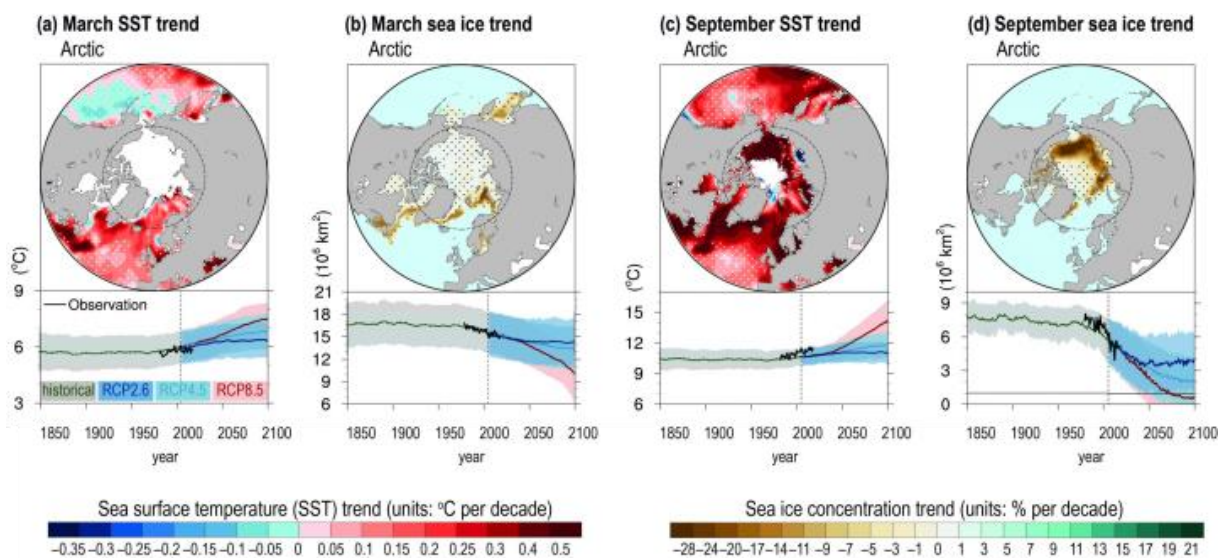 (a) March SST trend
Arctic
(b) March sea ice trend
Arctic
(c) September SST trend
Arctic
(d) September sea ice trend
Arctic
(°C)
9
6
3
Observation
historical RCP2.6 RCP4.5 RCP8.5
1850 1900 1950 2000 2050 2100
year
(10⁶ km²)
21
18
15
12
9
6
1850 1900 1950 2000 2050 2100
year
(°C)
15
12
9
6
1850 1900 1950 2000 2050 2100
year
(10⁶ km²)
9
6
3
0
1850 1900 1950 2000 2050 2100
year
Sea surface temperature (SST) trend (units: °C per decade)
−0.35 −0.3 −0.25 −0.2 −0.15 −0.1 −0.05 0 0.05 0.1 0.15 0.2 0.25 0.3 0.4 0.5
Sea ice concentration trend (units: % per decade)
−28 −24 −20 −17 −14 −11 −9 −7 −5 −3 −1 0 1 3 5 7 9 11 13 15 16 19 21